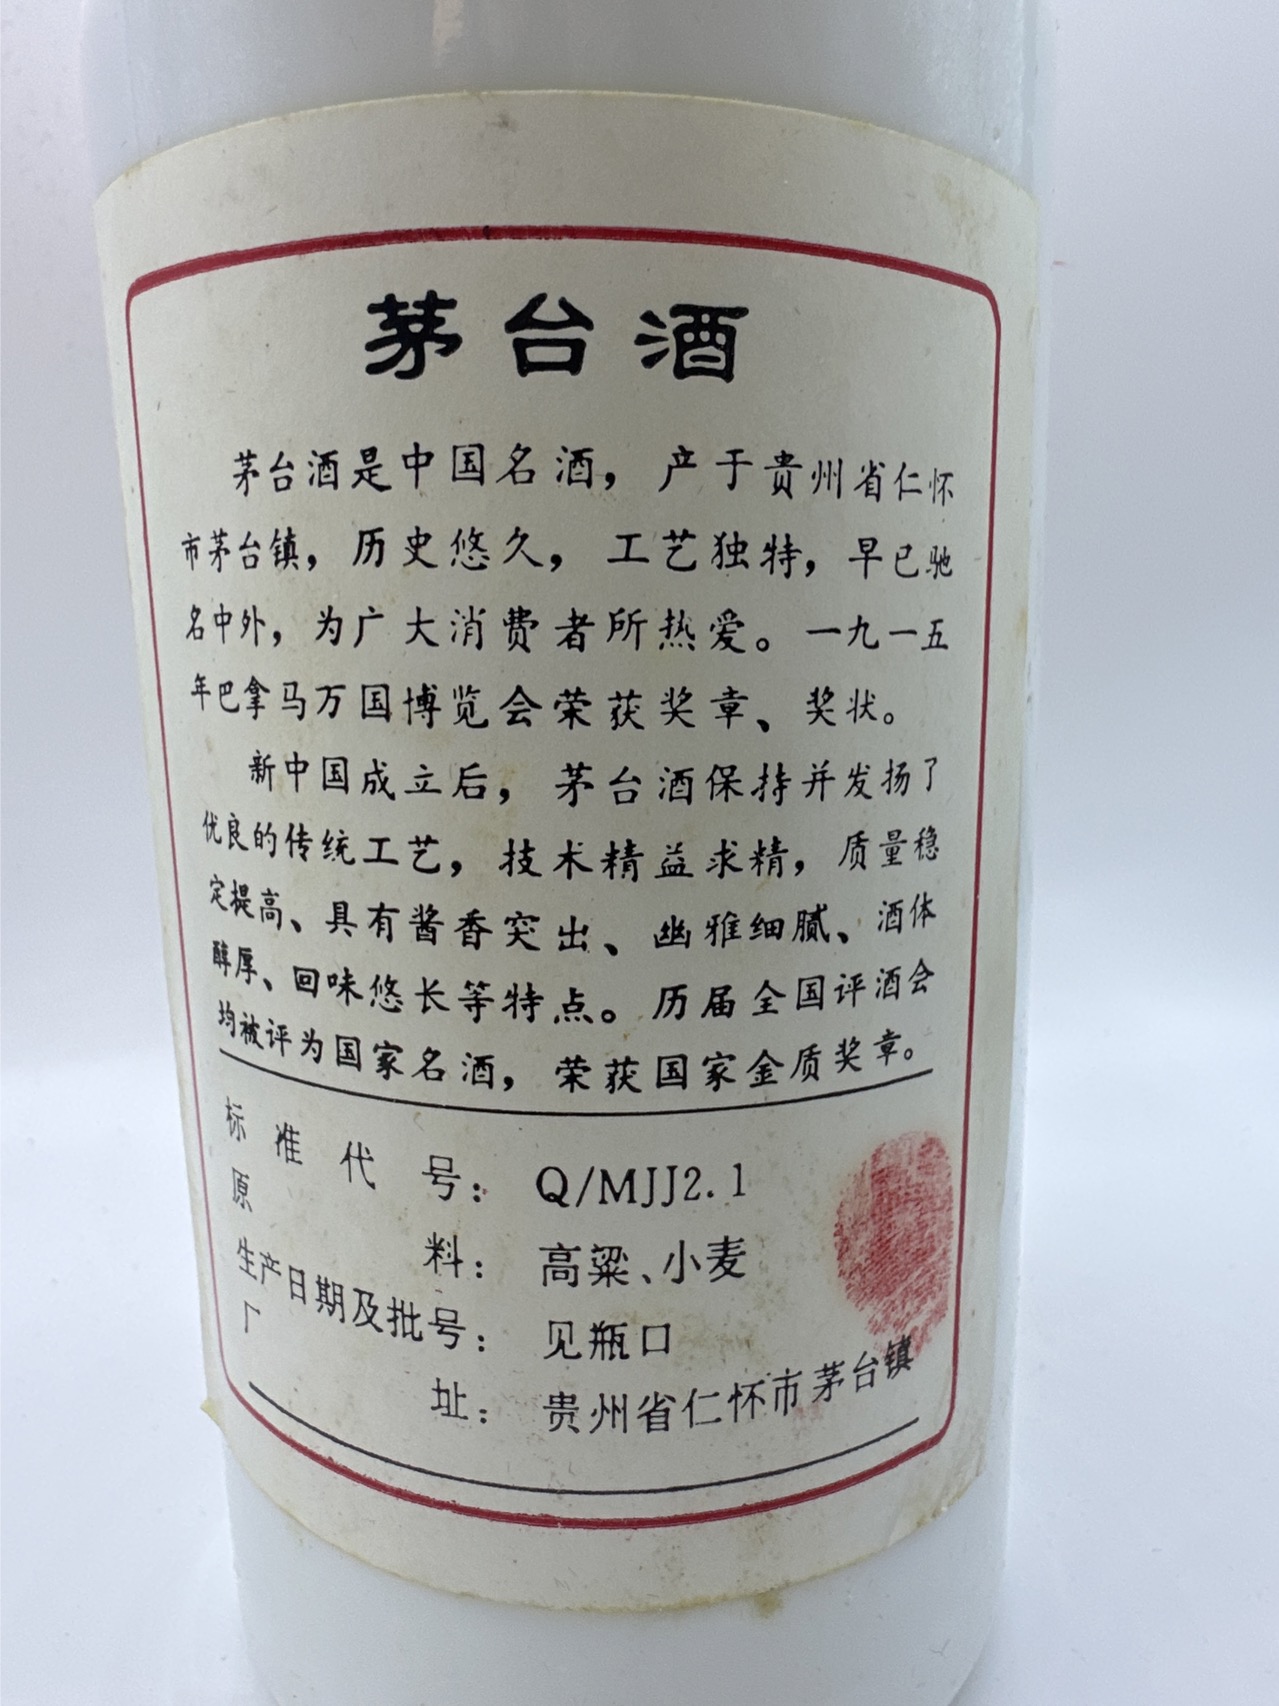 茅台酒
茅台酒是中国名酒，产于贵州省仁怀
市茅台镇，历史悠久，工艺独特，早已驰
名中外，为广大消费者所热爱。一九一五
年巴拿马万国博览会荣获奖章、奖状。
新中国成立后，茅台酒保持并发扬了
优良的传统工艺，技术精益求精，质量稳
定提高、具有酱香突出、幽雅细腻、酒体
醇厚、回味悠长等特点。历届全国评酒会
均被评为国家名酒，荣获国家金质奖章。
标准代号：Q/MJJ2.1
原料：高粱、小麦
生产日期及批号：见瓶口
厂址：贵州省仁怀市茅台镇